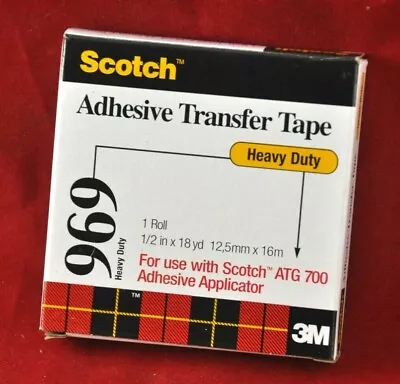 Scotch™
Adhesive Transfer Tape
Heavy Duty
969
Heavy Duty
1 Roll
1/2 in x 18 yd 12,5mm x 16m
For use with Scotch™ ATG 700
Adhesive Applicator
™
3M